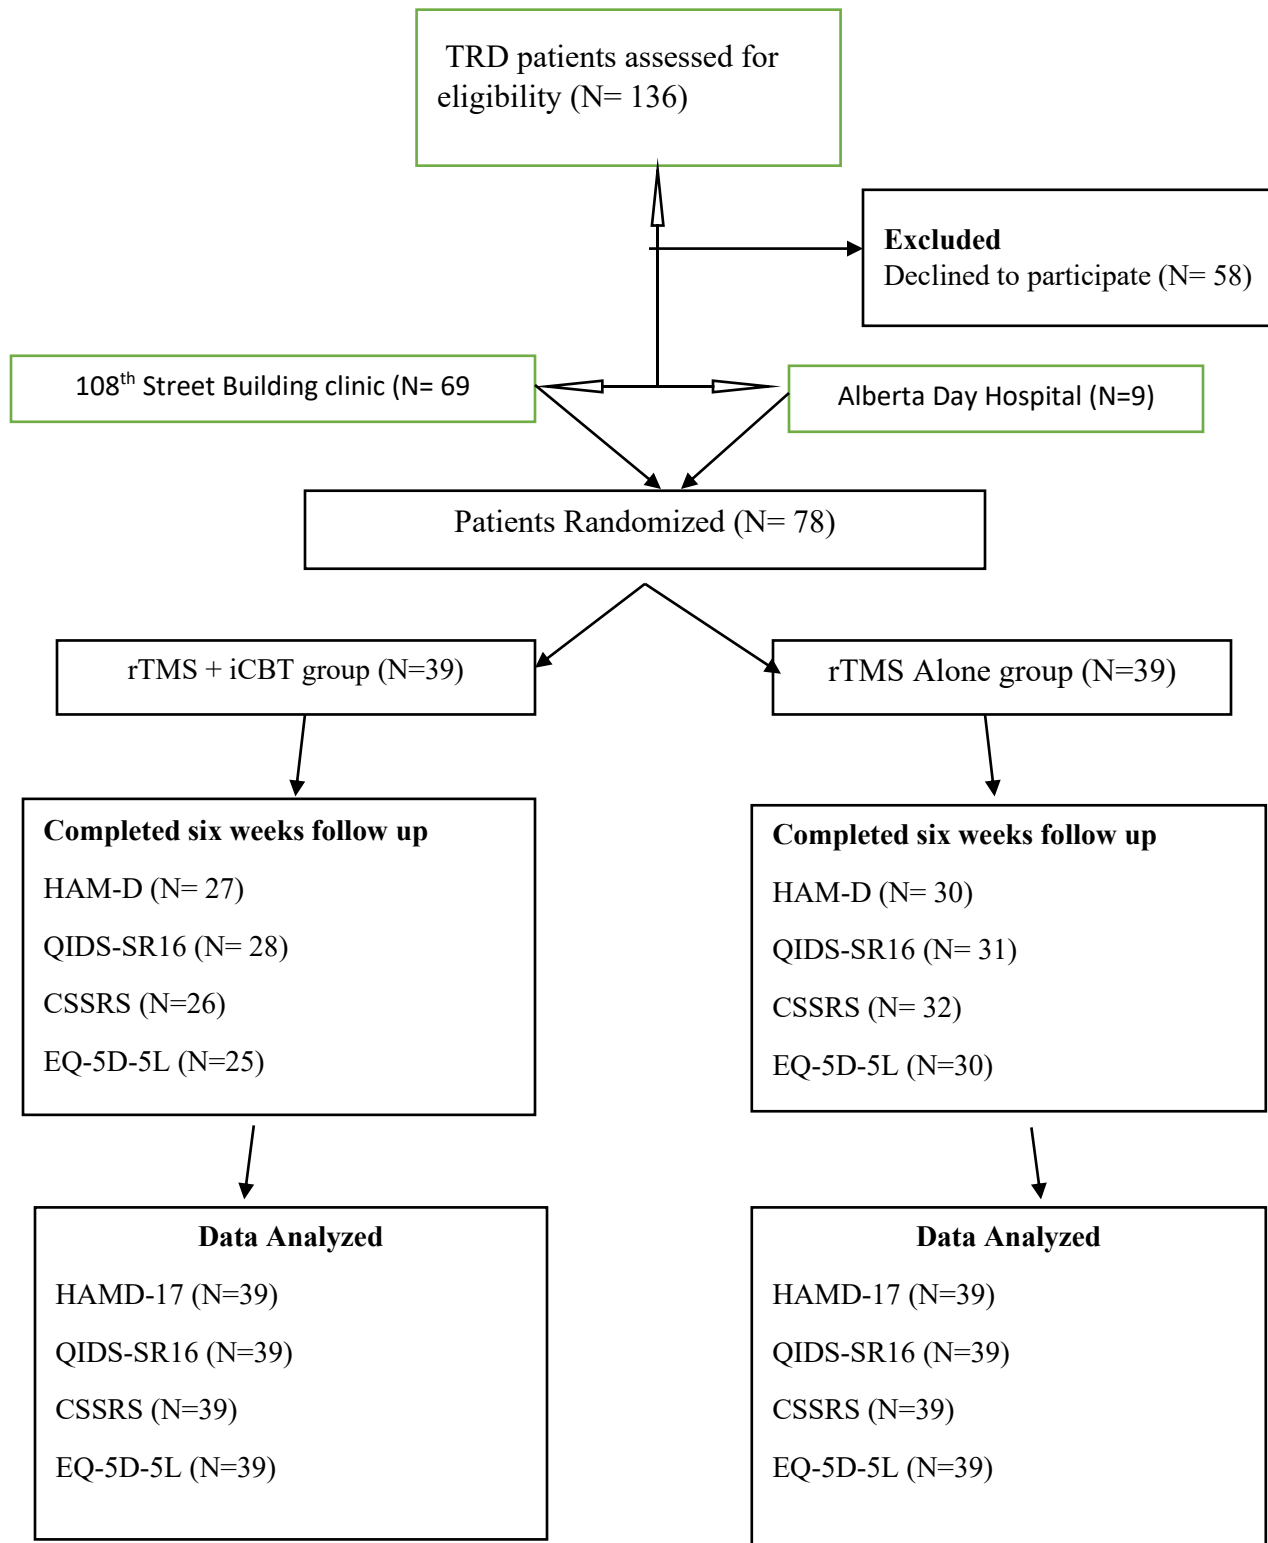 TRD patients assessed for
eligibility (N= 136)
Excluded
Declined to participate (N= 58)
108th Street Building clinic (N= 69
Alberta Day Hospital (N=9)
Patients Randomized (N= 78)
rTMS + iCBT group (N=39)
rTMS Alone group (N=39)
Completed six weeks follow up
HAM-D (N= 27)
QIDS-SR16 (N= 28)
CSSRS (N=26)
EQ-5D-5L (N=25)
Completed six weeks follow up
HAM-D (N= 30)
QIDS-SR16 (N= 31)
CSSRS (N= 32)
EQ-5D-5L (N=30)
Data Analyzed
HAMD-17 (N=39)
QIDS-SR16 (N=39)
CSSRS (N=39)
EQ-5D-5L (N=39)
Data Analyzed
HAMD-17 (N=39)
QIDS-SR16 (N=39)
CSSRS (N=39)
EQ-5D-5L (N=39)